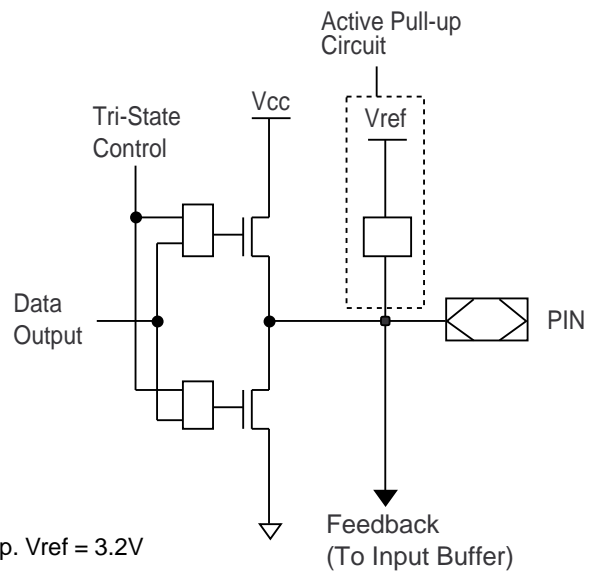 Active Pull-up
Circuit
Vcc
Vref
Tri-State
Control
Data
Output
PIN
Feedback
(To Input Buffer)
p. Vref = 3.2V